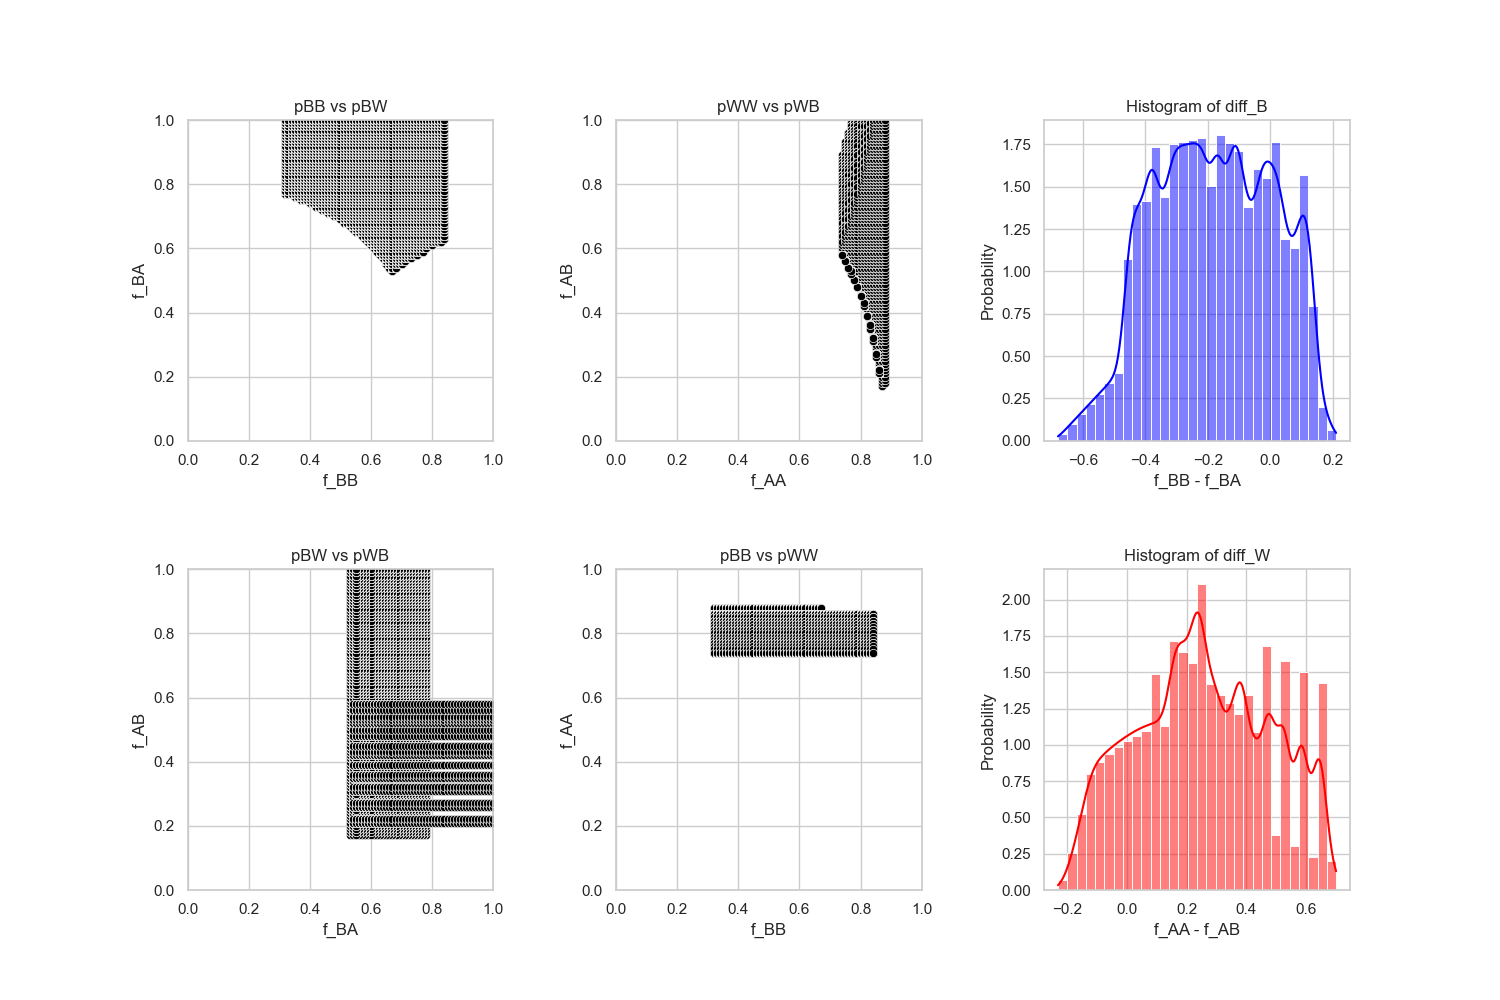 pBB vs pBW
1.0
0.8
0.6
0.4
0.2
0.0
f_BA
0.0 0.2 0.4 0.6 0.8 1.0
f_BB
pWW vs pWB
1.0
0.8
0.6
0.4
0.2
0.0
f_AB
0.0 0.2 0.4 0.6 0.8 1.0
f_AA
Histogram of diff_B
1.75
1.50
1.25
1.00
0.75
0.50
0.25
0.00
Probability
−0.6 −0.4 −0.2 0.0 0.2
f_BB - f_BA
pBW vs pWB
1.0
0.8
0.6
0.4
0.2
0.0
f_AB
0.0 0.2 0.4 0.6 0.8 1.0
f_BA
pBB vs pWW
1.0
0.8
0.6
0.4
0.2
0.0
f_AA
0.0 0.2 0.4 0.6 0.8 1.0
f_BB
Histogram of diff_W
2.00
1.75
1.50
1.25
1.00
0.75
0.50
0.25
0.00
Probability
−0.2 0.0 0.2 0.4 0.6
f_AA - f_AB